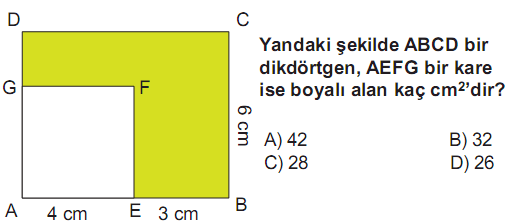 D
C
G
F
6 cm
A
4 cm
E
3 cm
B
Yandaki şekilde ABCD bir
dikdörtgen, AEFG bir kare
ise boyalı alan kaç cm²'dir?
A) 42
B) 32
C) 28
D) 26